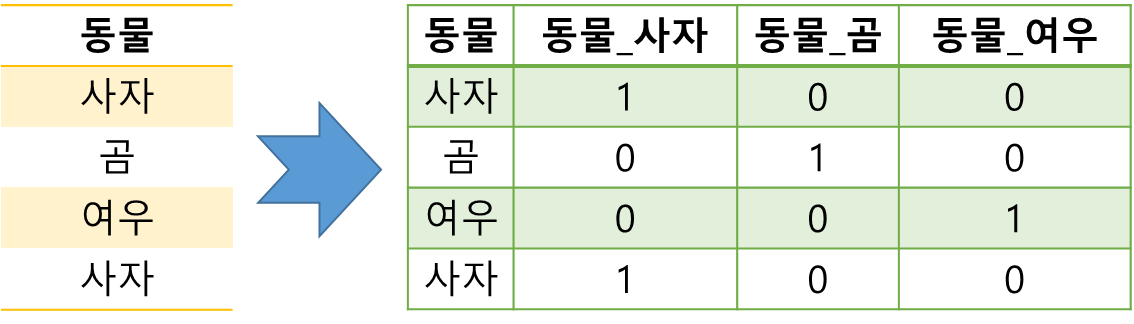 동물
사자
곰
여우
사자
동물 동물_사자 동물_곰 동물_여우
사자 1 0 0
곰 0 1 0
여우 0 0 1
사자 1 0 0